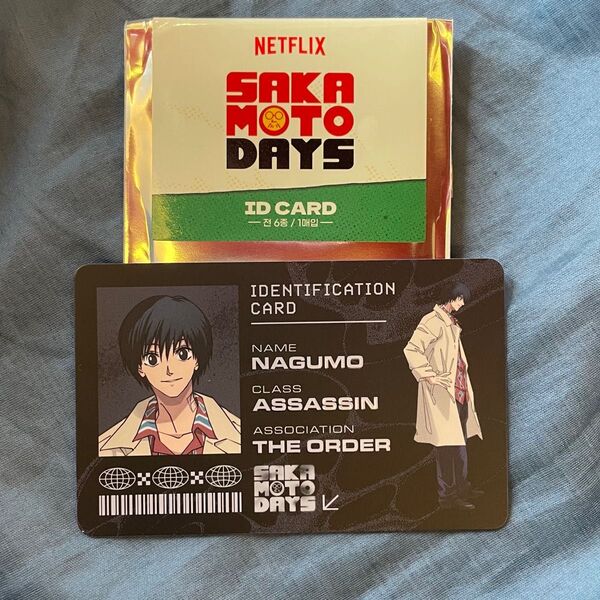 NETFLIX
SAKA
MOTO
DAYS
ID CARD
전 6종 / 1매입
IDENTIFICATION
CARD
NAME
NAGUMO
CLASS
ASSASSIN
ASSOCIATION
THE ORDER
SAKA
MOTO
DAYS